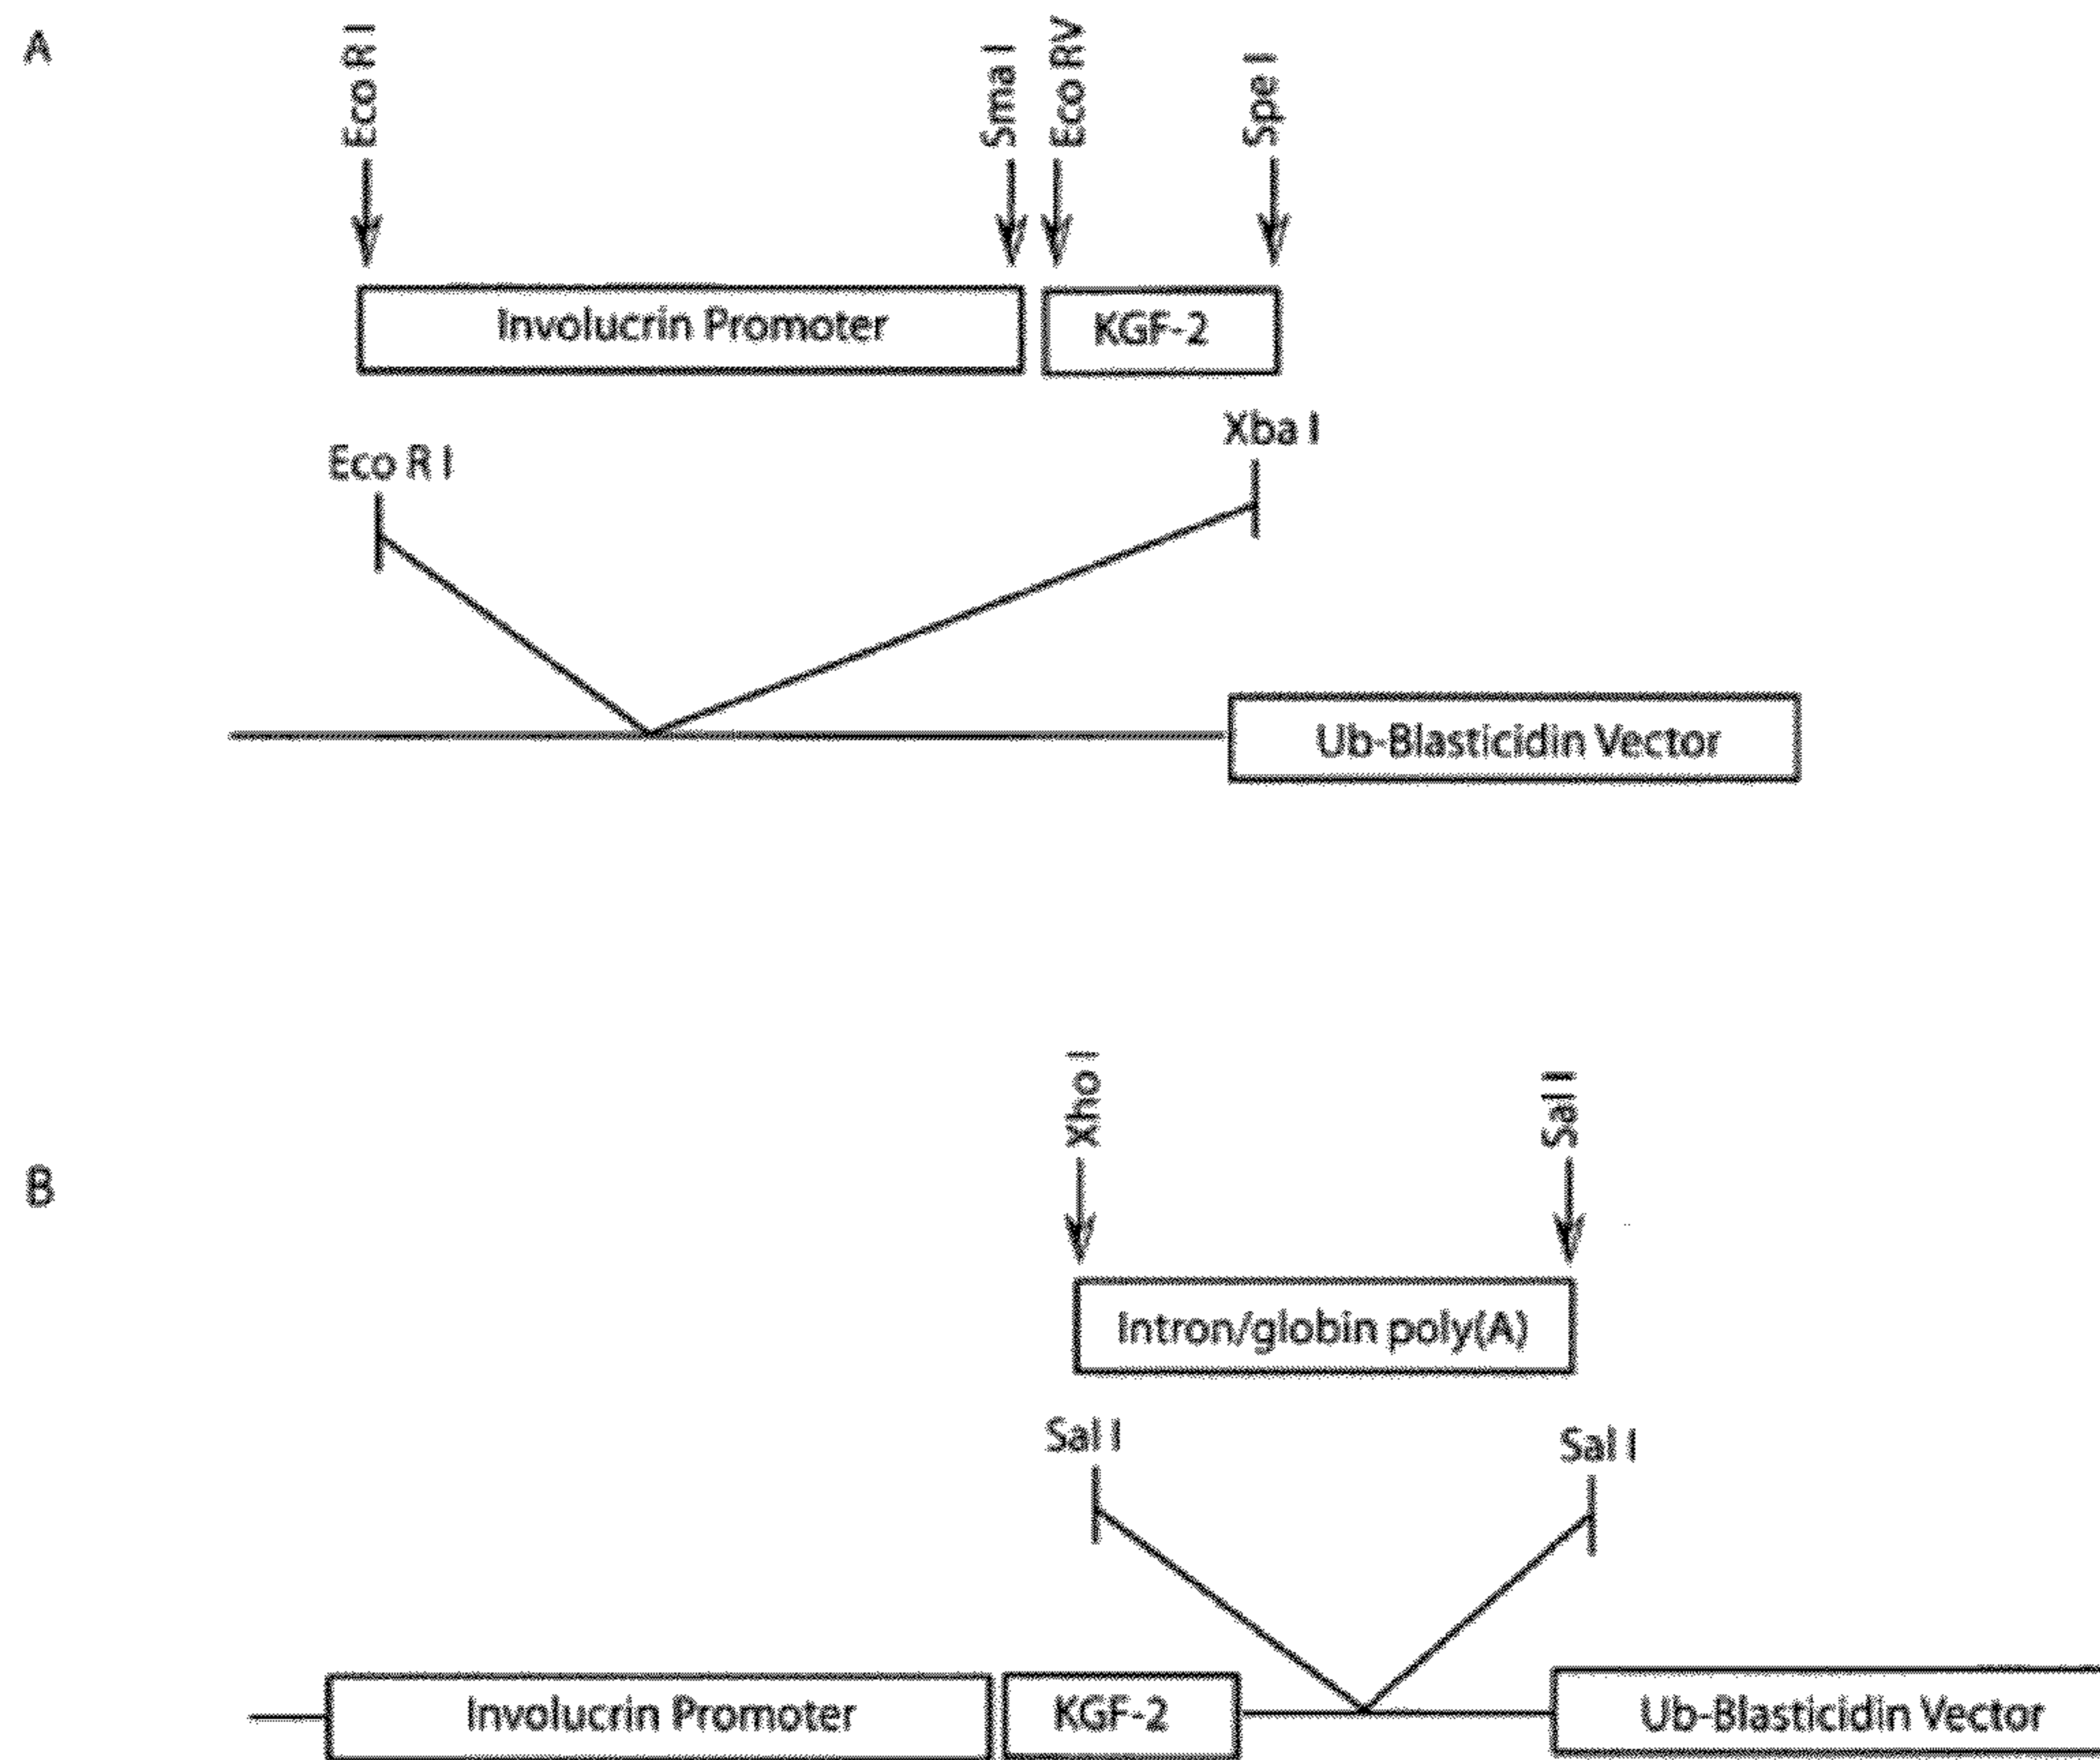 A
Eco R I
Sma I
Eco RV
Spe I
Involucrin Promoter
KGF-2
Eco R I
Xba I
Ub-Blasticidin Vector
B
Xho I
Sal I
Intron/globin poly(A)
Sal I
Sal I
Involucrin Promoter
KGF-2
Ub-Blasticidin Vector